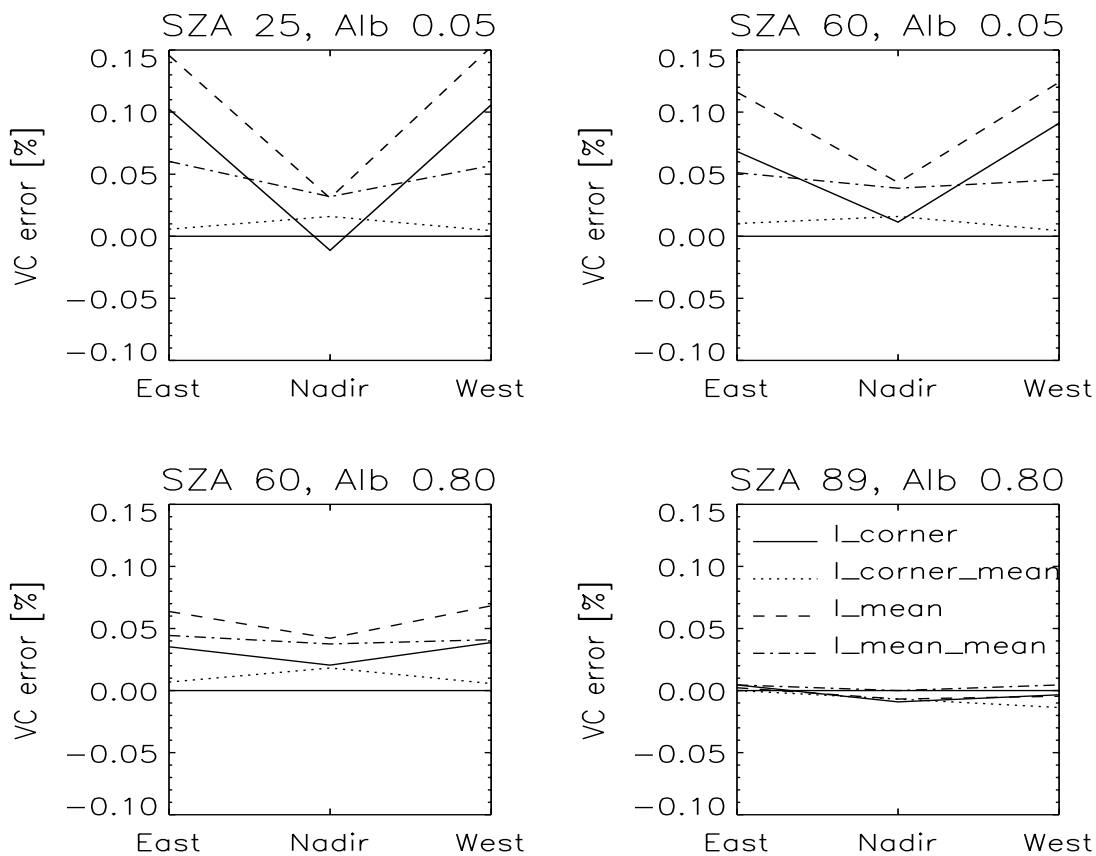 SZA 25, Alb 0.05
VC error [%]
0.15
0.10
0.05
0.00
−0.05
−0.10
East Nadir West
SZA 60, Alb 0.05
VC error [%]
0.15
0.10
0.05
0.00
−0.05
−0.10
East Nadir West
SZA 60, Alb 0.80
VC error [%]
0.15
0.10
0.05
0.00
−0.05
−0.10
East Nadir West
SZA 89, Alb 0.80
VC error [%]
0.15
0.10
0.05
0.00
−0.05
−0.10
I_corner
I_corner_mean
I_mean
I_mean_mean
East Nadir West